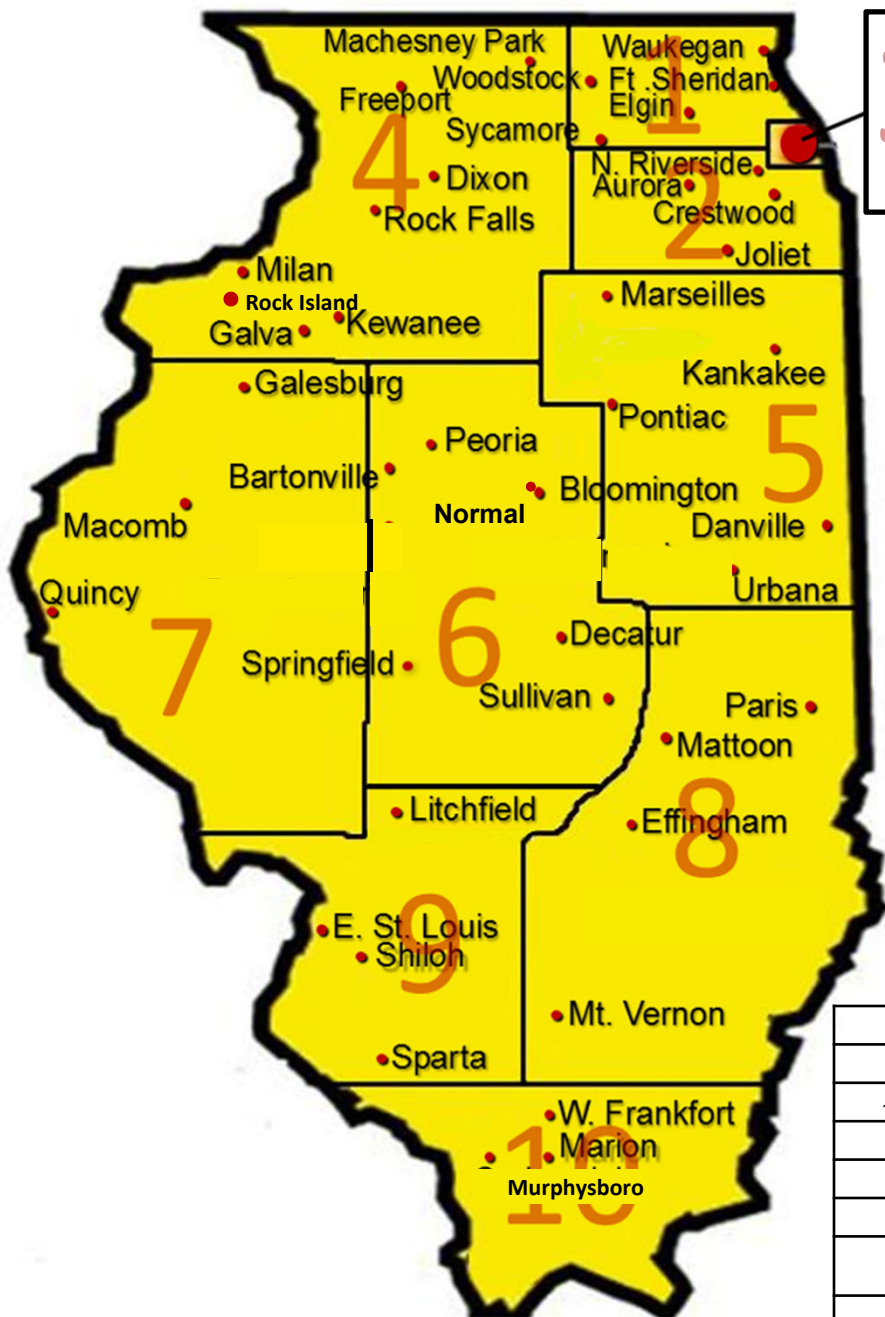 Machesney Park
Waukegan
1
Woodstock
Ft .Sheridan
Freeport
Elgin
Sycamore
4
N. Riverside
Dixon
Aurora
2
Rock Falls
Crestwood
Joliet
Milan
Marseilles
Rock Island
Kewanee
Galva
Kankakee
Galesburg
Pontiac
5
Peoria
Bartonville
Bloomington
Macomb
Normal
Danville
Quincy
Urbana
7
6
Decatur
Springfield
Sullivan
Paris
Mattoon
Litchfield
8
Effingham
9
E. St. Louis
Shiloh
Mt. Vernon
Sparta
W. Frankfort
10
Marion
Murphysboro